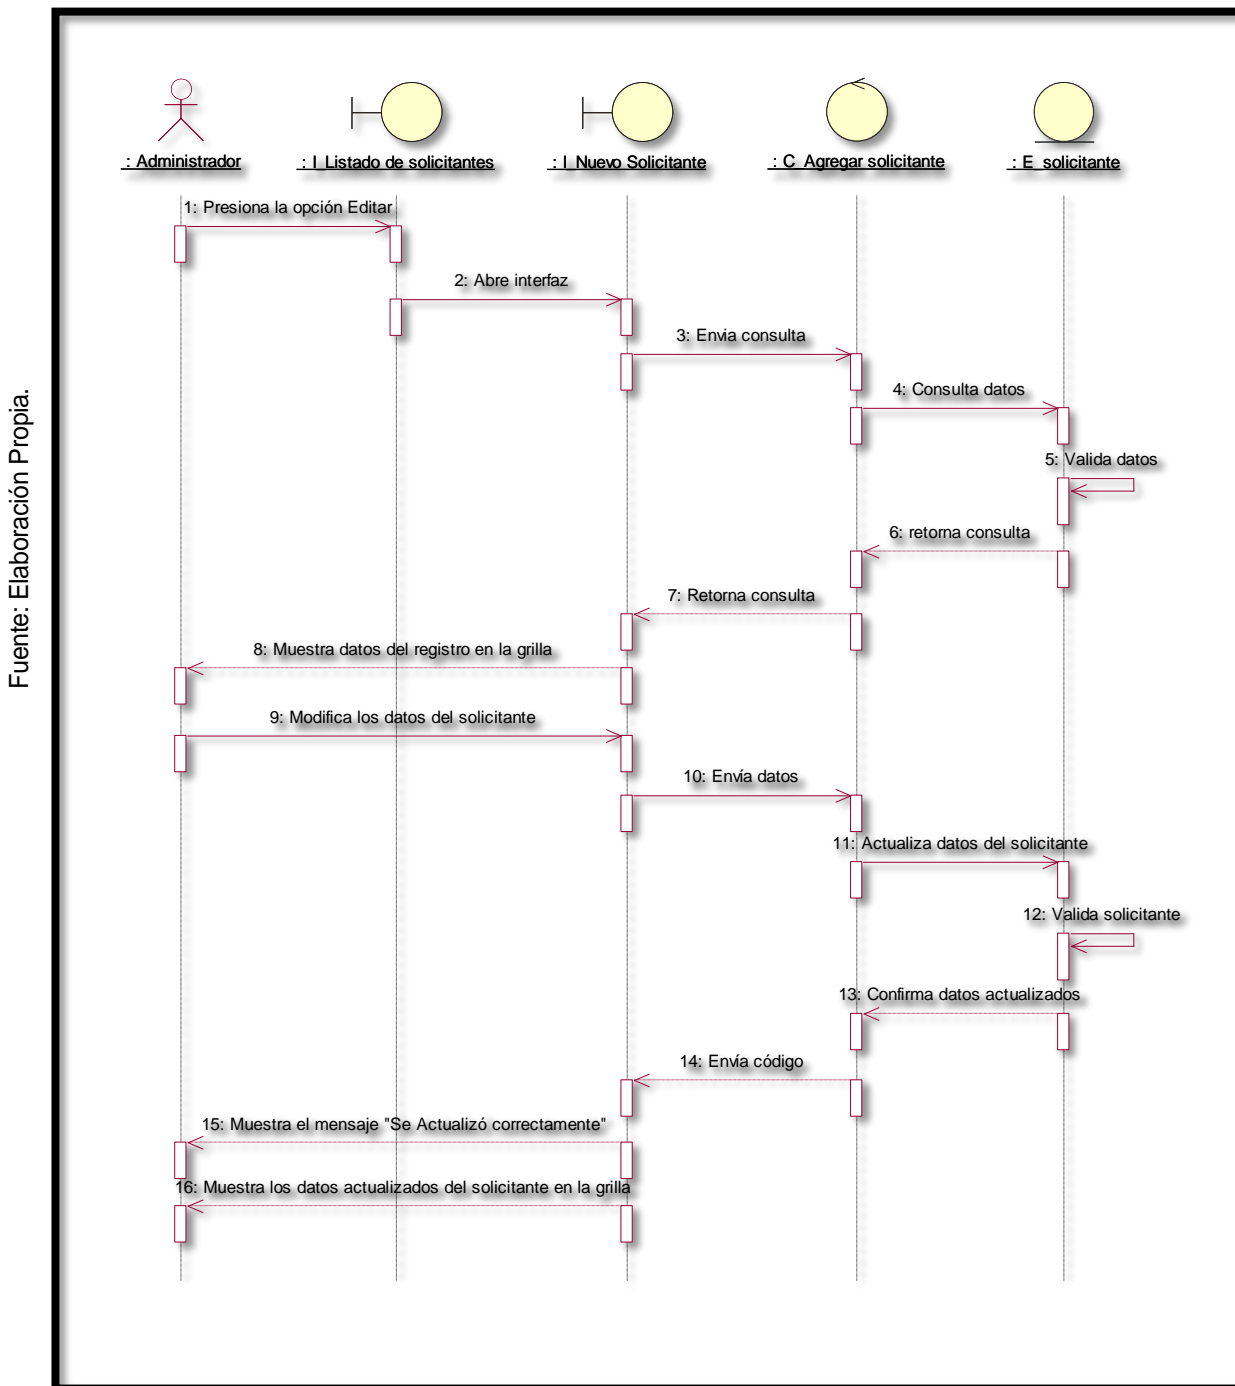 : Administrador
: I_Listado de solicitantes
: I_Nuevo Solicitante
: C_Agregar solicitante
: E_solicitante
1: Presiona la opción Editar
2: Abre interfaz
3: Envia consulta
4: Consulta datos
5: Valida datos
6: retorna consulta
7: Retorna consulta
8: Muestra datos del registro en la grilla
9: Modifica los datos del solicitante
10: Envía datos
11: Actualiza datos del solicitante
12: Valida solicitante
13: Confirma datos actualizados
14: Envía código
15: Muestra el mensaje "Se Actualizó correctamente"
16: Muestra los datos actualizados del solicitante en la grilla
Fuente: Elaboración Propia.